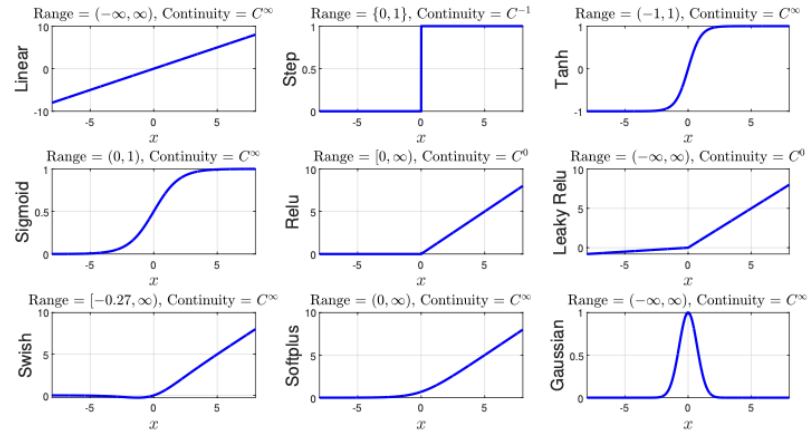 Range = (−∞, ∞), Continuity = C^∞
Linear
10
0
-10
-5
0
5
x
Range = {0, 1}, Continuity = C^−1
Step
1
0.5
0
-5
0
5
x
Range = (−1, 1), Continuity = C^∞
Tanh
1
0
-1
-5
0
5
x
Range = (0, 1), Continuity = C^∞
Sigmoid
1
0.5
0
-5
0
5
x
Range = [0, ∞), Continuity = C^0
Relu
10
5
0
-5
0
5
x
Range = (−∞, ∞), Continuity = C^0
Leaky Relu
10
5
0
-5
0
5
x
Range = [−0.27, ∞), Continuity = C^∞
Swish
10
5
0
-5
0
5
x
Range = (0, ∞), Continuity = C^∞
Softplus
10
5
0
-5
0
5
x
Range = (−∞, ∞), Continuity = C^∞
Gaussian
1
0.5
0
-5
0
5
x